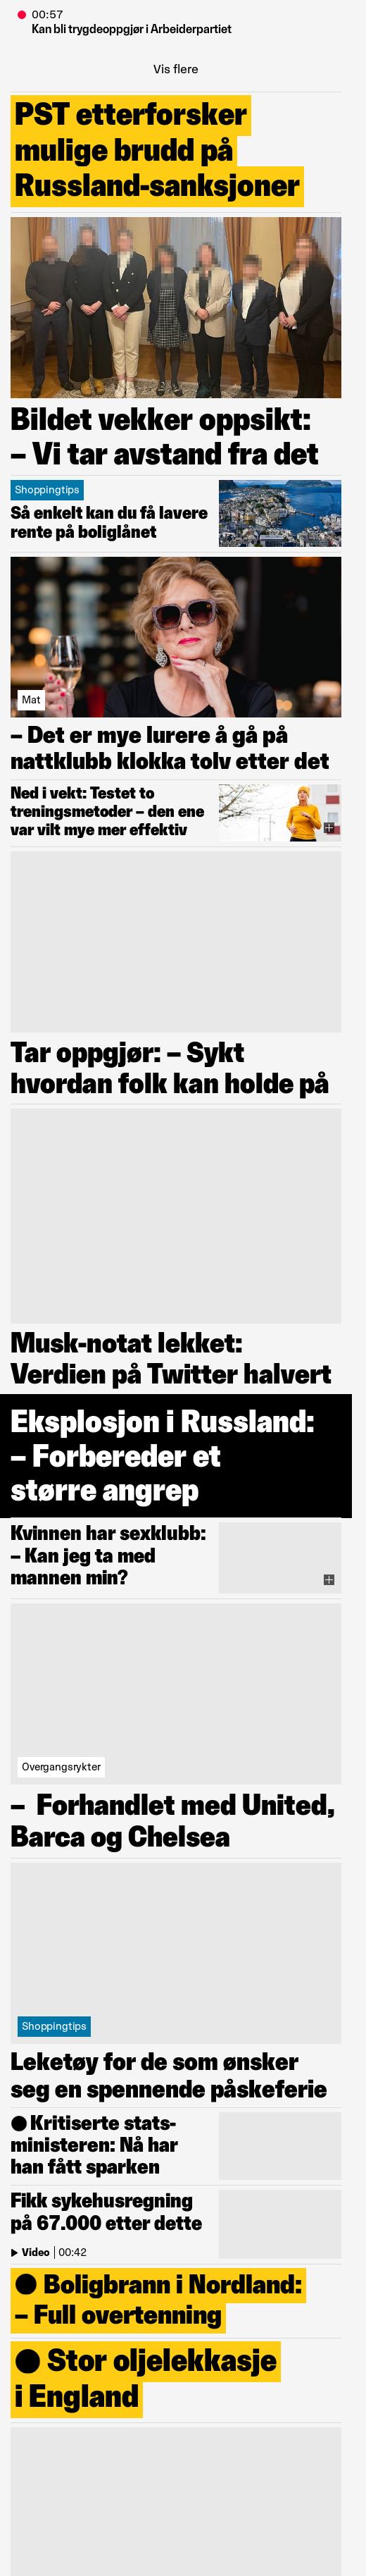 00:57
Kan bli trygdeoppgjør i Arbeiderpartiet
Vis flere
PST etterforsker
mulige brudd på
Russland-sanksjoner
Bildet vekker oppsikt:
– Vi tar avstand fra det
Shoppingtips
Så enkelt kan du få lavere
rente på boliglånet
Mat
– Det er mye lurere å gå på
nattklubb klokka tolv etter det
Ned i vekt: Testet to
treningsmetoder – den ene
var vilt mye mer effektiv
Tar oppgjør: – Sykt
hvordan folk kan holde på
Musk-notat lekket:
Verdien på Twitter halvert
Eksplosjon i Russland:
– Forbereder et
større angrep
Kvinnen har sexklubb:
– Kan jeg ta med
mannen min?
Overgangsrykter
– Forhandlet med United,
Barca og Chelsea
Shoppingtips
Leketøy for de som ønsker
seg en spennende påskeferie
● Kritiserte stats-
ministeren: Nå har
han fått sparken
Fikk sykehusregning
på 67.000 etter dette
Video | 00:42
● Boligbrann i Nordland:
– Full overtenning
● Stor oljelekkasje
i England